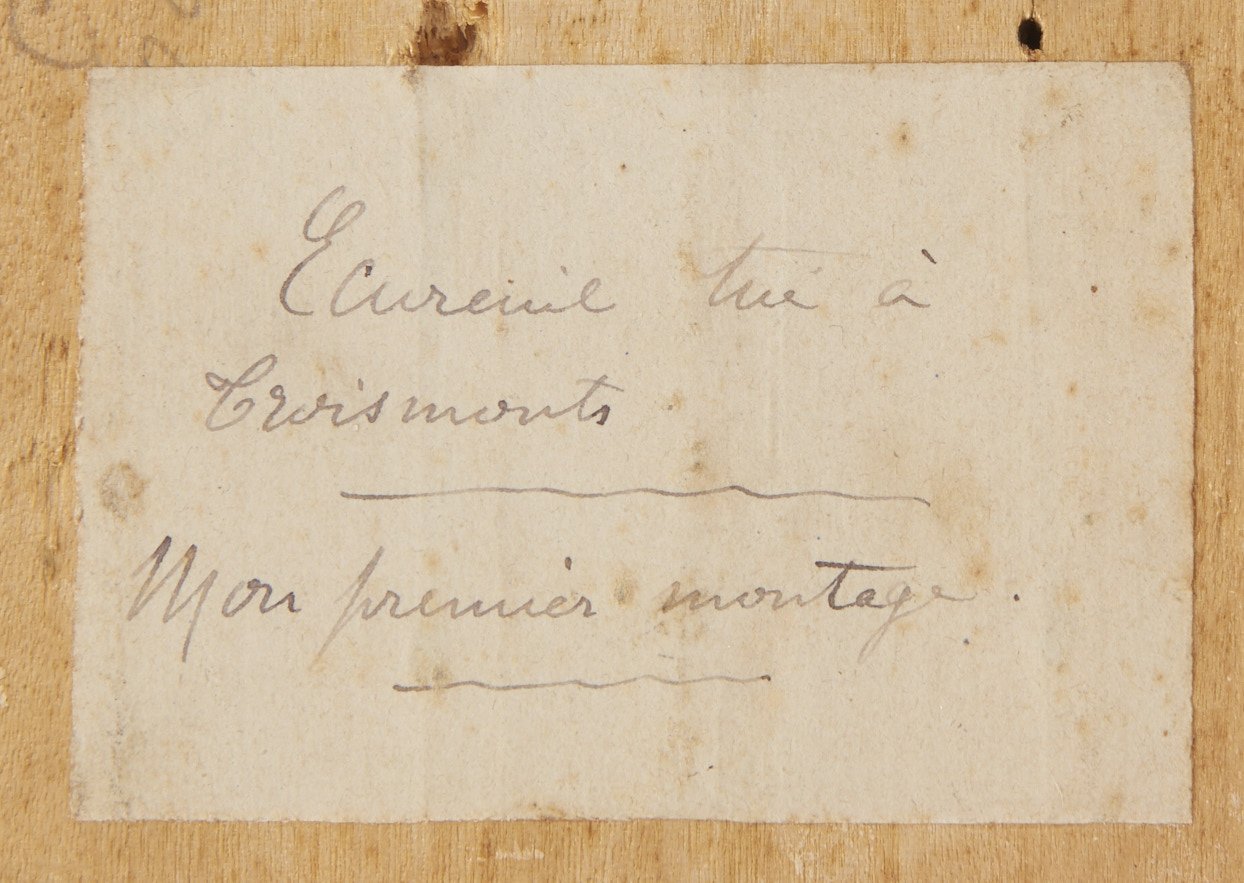 Ecureuil tué à
Troismonts
Mon premier montage.